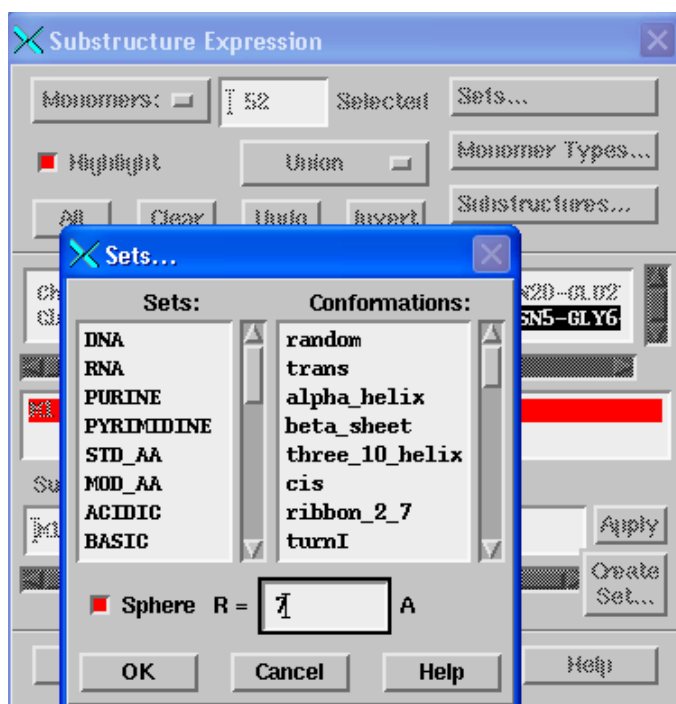 Substructure Expression
Monomers:
52 Selected
Sets...
Highlight
Union
Monomer Types...
All
Clear
Undo
Invert
Substructures...
Sets...
Sets:
Conformations:
DNA
random
RNA
trans
PURINE
alpha_helix
PYRIMIDINE
beta_sheet
STD_AA
three_10_helix
MOD_AA
cis
ACIDIC
ribbon_2_7
BASIC
turnI
SN5-GLY6
M1
Su
Apply
Create
Set...
Sphere R = 7 A
OK
Cancel
Help
Help